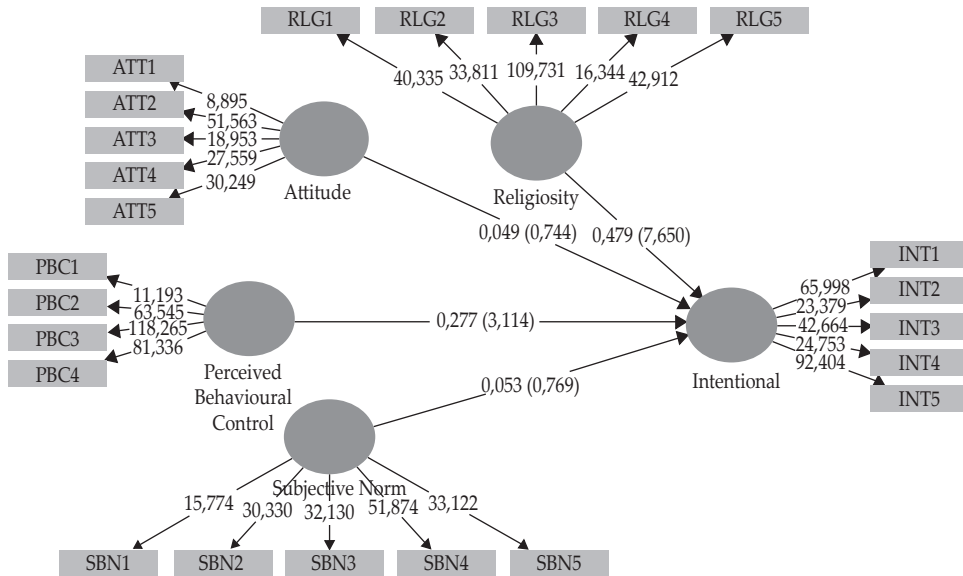 RLG1 RLG2 RLG3 RLG4 RLG5
40,335 33,811 109,731 16,344 42,912
ATT1
ATT2
ATT3
ATT4
ATT5
8,895
51,563
18,953
27,559
30,249
Attitude
Religiosity
0,049 (0,744)
0,479 (7,650)
PBC1
PBC2
PBC3
PBC4
11,193
63,545
118,265
81,336
Perceived
Behavioural
Control
0,277 (3,114)
0,053 (0,769)
Intentional
65,998
23,379
42,664
24,753
92,404
INT1
INT2
INT3
INT4
INT5
Subjective Norm
15,774 30,330 32,130 51,874 33,122
SBN1 SBN2 SBN3 SBN4 SBN5